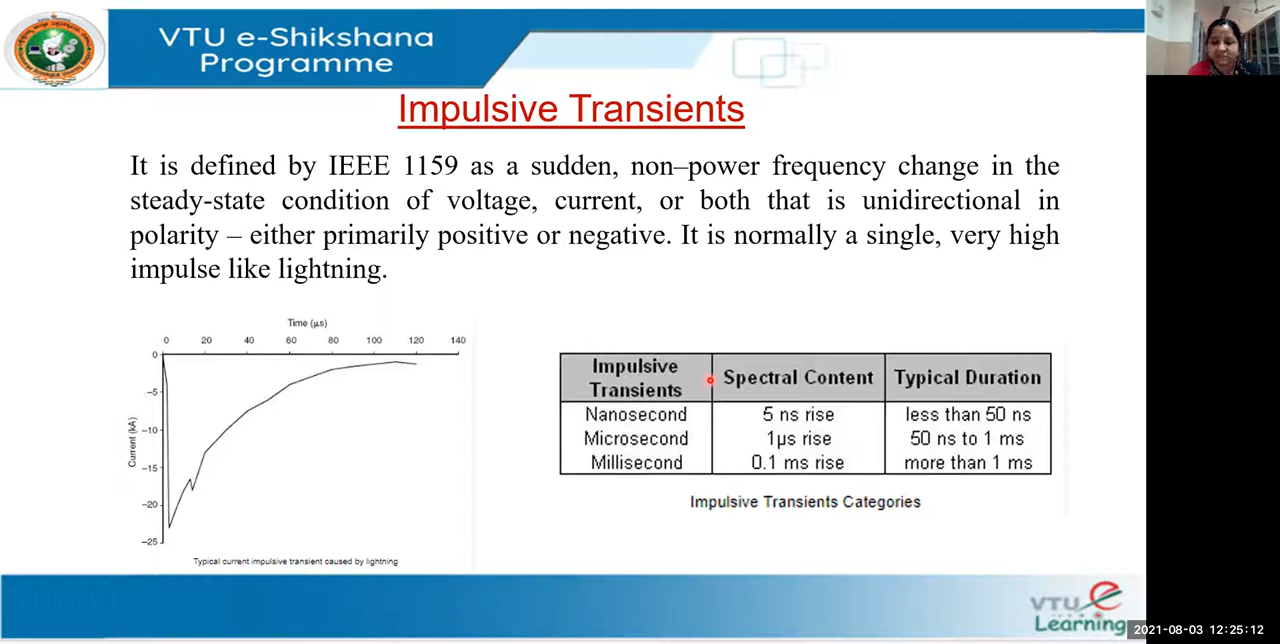 VTU e-Shikshana
Programme
Impulsive Transients
It is defined by IEEE 1159 as a sudden, non–power frequency change in the
steady-state condition of voltage, current, or both that is unidirectional in
polarity – either primarily positive or negative. It is normally a single, very high
impulse like lightning.
Time (μs)
0 20 40 60 80 100 120 140
0
−5
−10
−15
−20
−25
Current (kA)
Typical current impulsive transient caused by lightning
Impulsive Transients Spectral Content Typical Duration
Nanosecond 5 ns rise less than 50 ns
Microsecond 1μs rise 50 ns to 1 ms
Millisecond 0.1 ms rise more than 1 ms
Impulsive Transients Categories
VTU e
Learning
2021-08-03 12:25:12